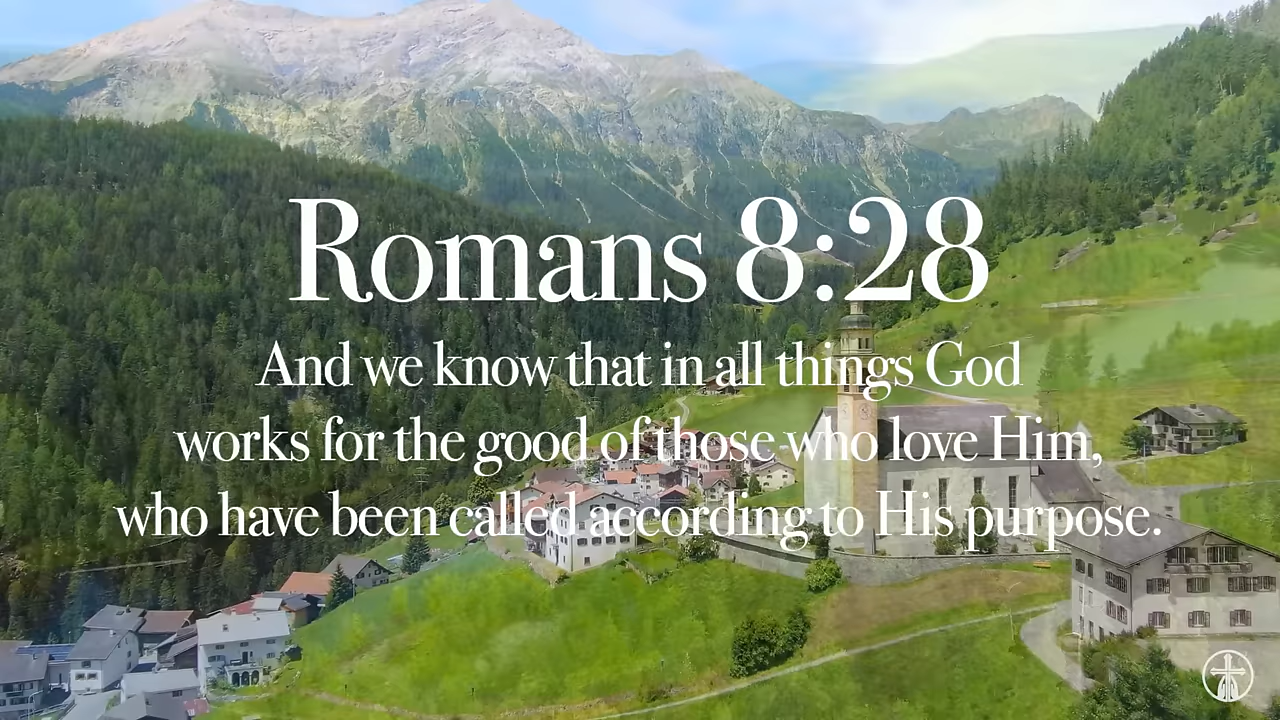 Romans 8:28
And we know that in all things God
works for the good of those who love Him,
who have been called according to His purpose.